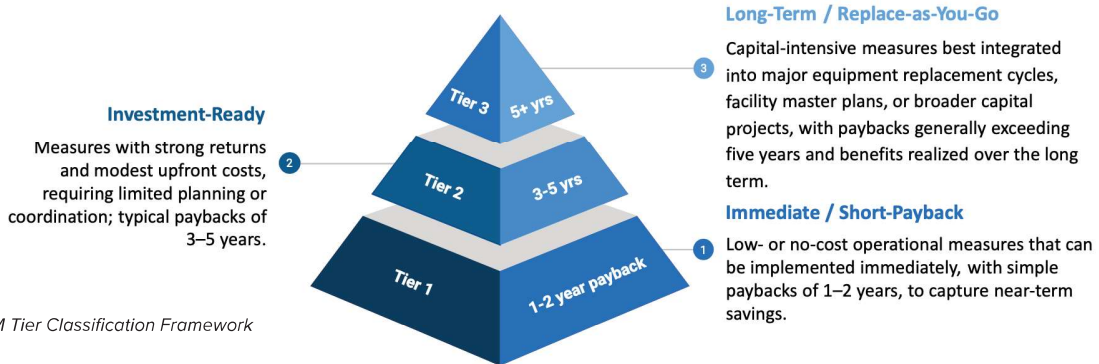 Long-Term / Replace-as-You-Go
Capital-intensive measures best integrated
into major equipment replacement cycles,
facility master plans, or broader capital
projects, with paybacks generally exceeding
five years and benefits realized over the long
term.
3
Tier 3
5+ yrs
Investment-Ready
Measures with strong returns
and modest upfront costs,
requiring limited planning or
coordination; typical paybacks of
3–5 years.
2
Tier 2
3-5 yrs
Immediate / Short-Payback
Low- or no-cost operational measures that can
be implemented immediately, with simple
paybacks of 1–2 years, to capture near-term
savings.
1
Tier 1
1-2 year payback
Tier Classification Framework